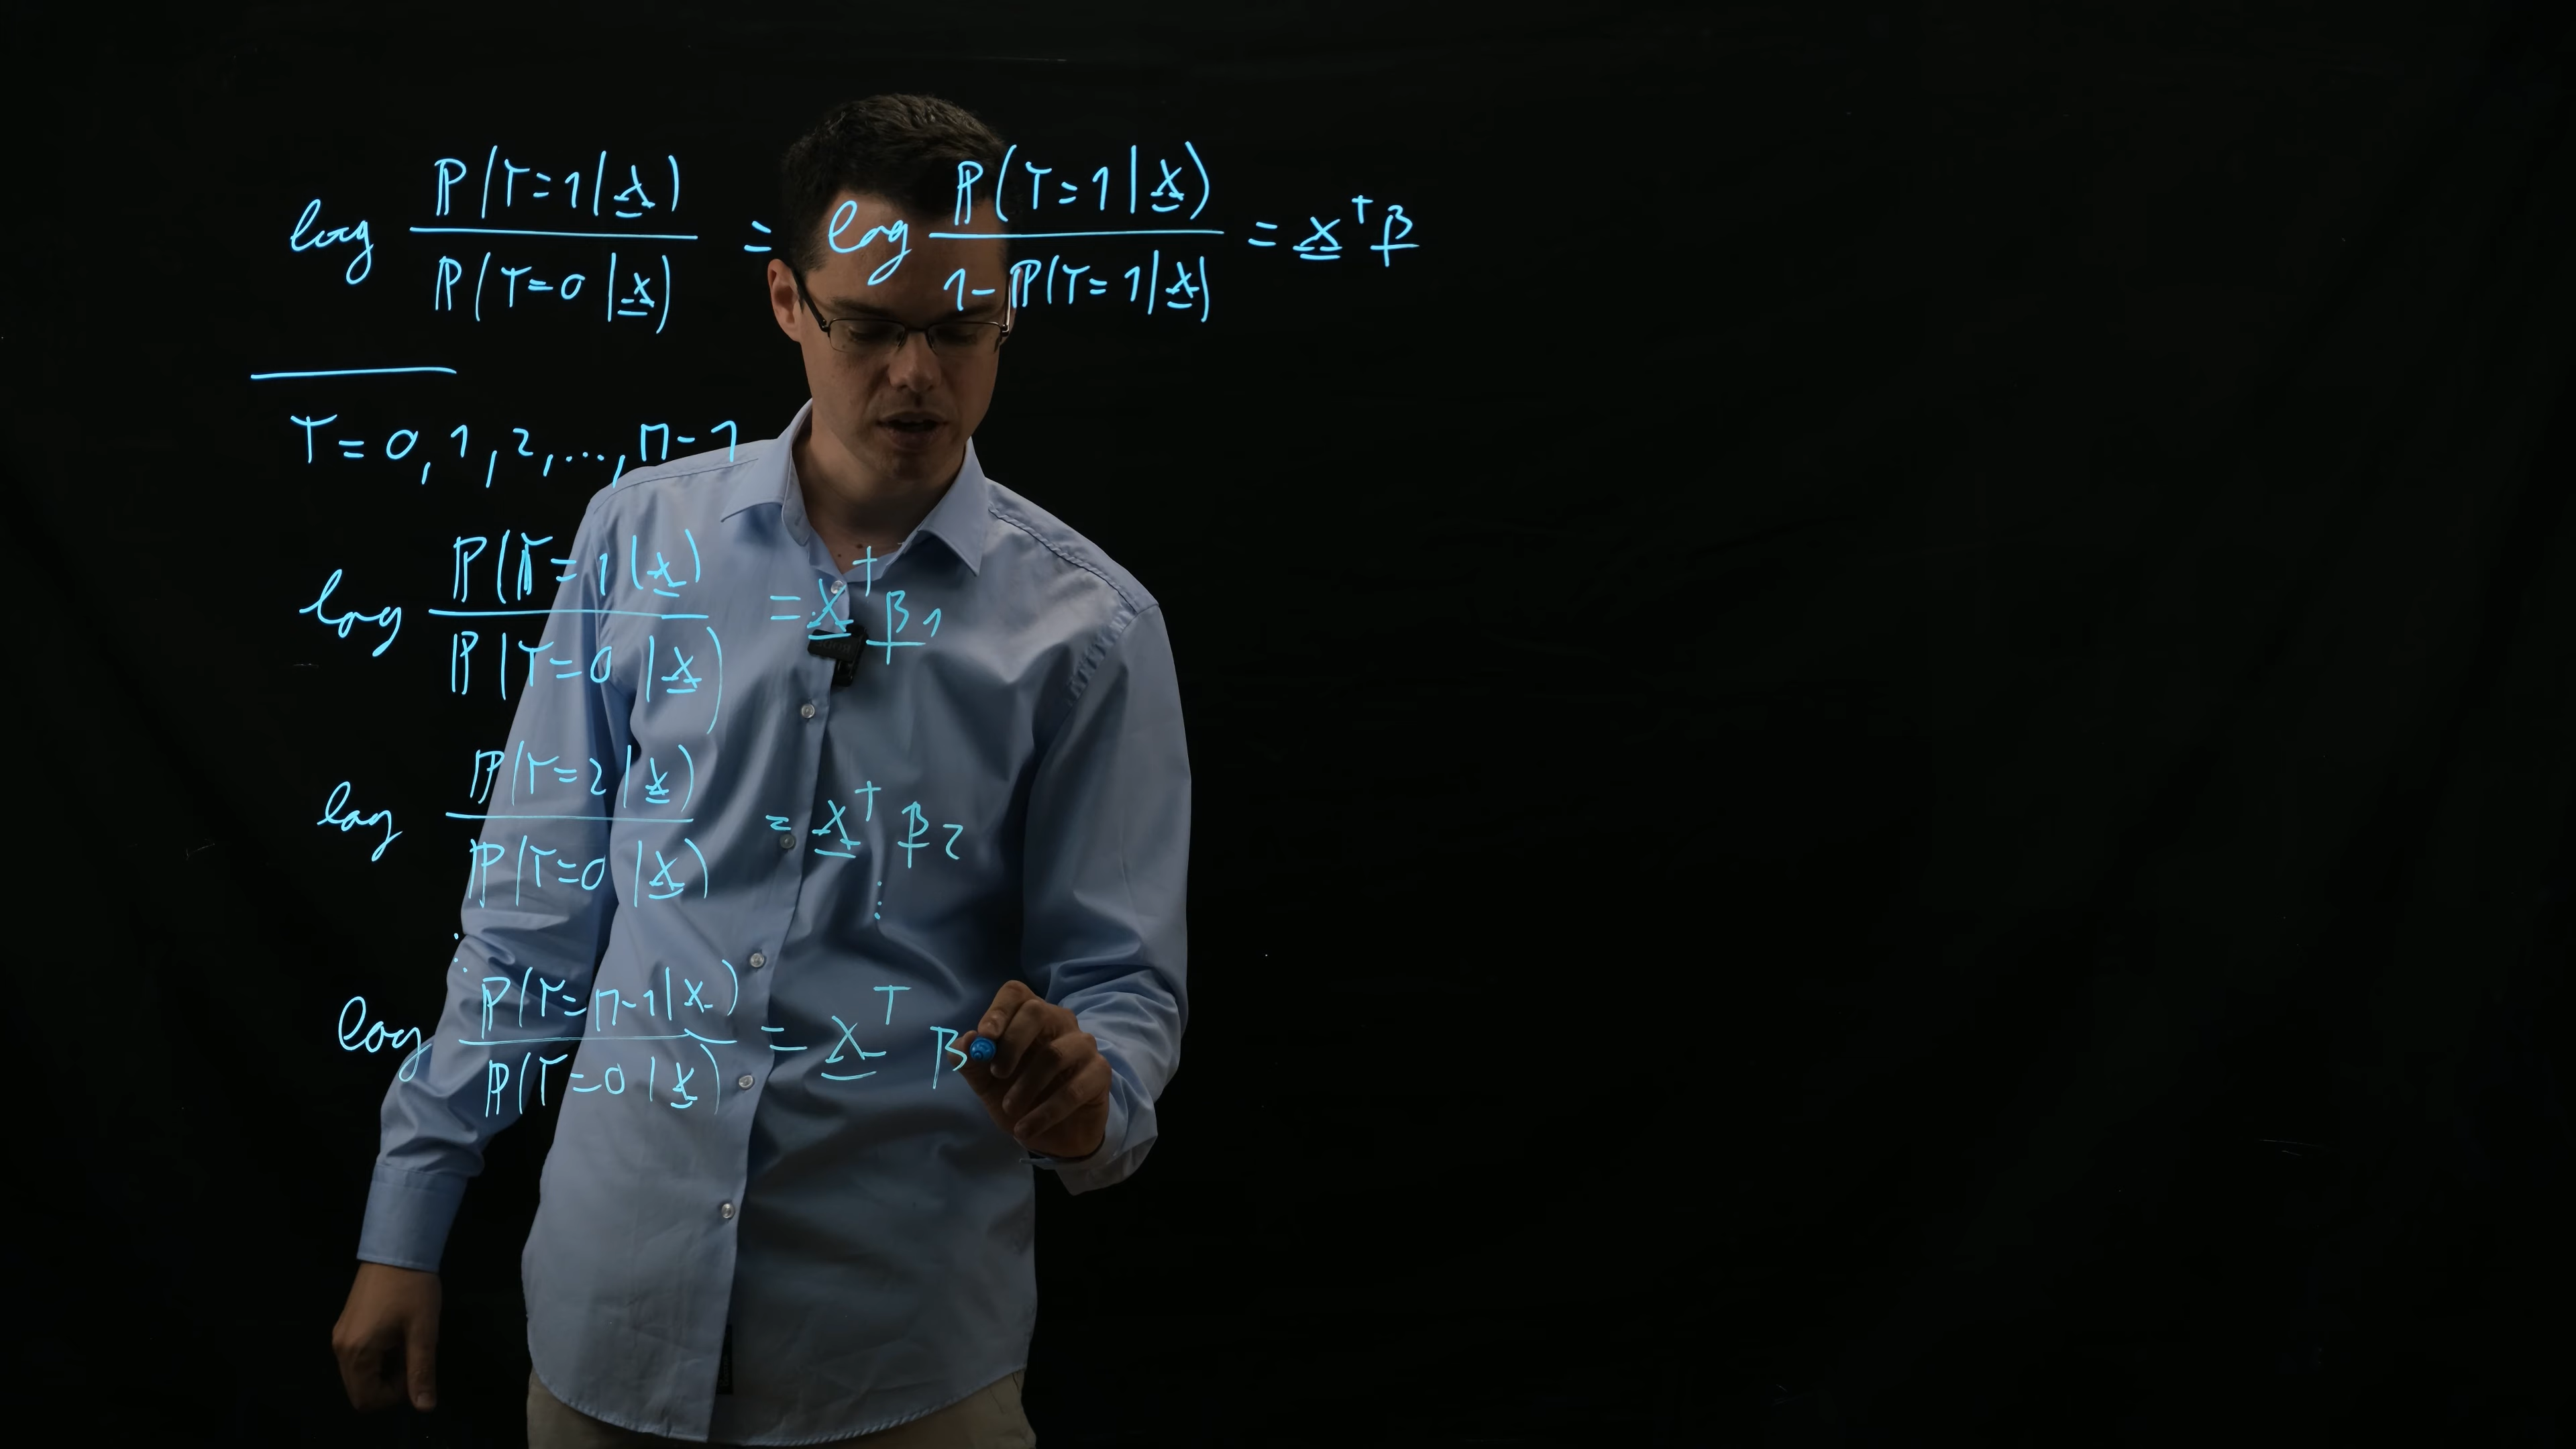 log P(Y=1|x) / P(Y=0|x) = log P(Y=1|x) / 1-P(Y=1|x) = x^T β
Y=0,1,2,...,M-1
log P(Y=1|x) / P(Y=0|x) = x^T β1
log P(Y=2|x) / P(Y=0|x) = x^T β2
⋮ ⋮
log P(Y=M-1|x) / P(Y=0|x) = x^T β